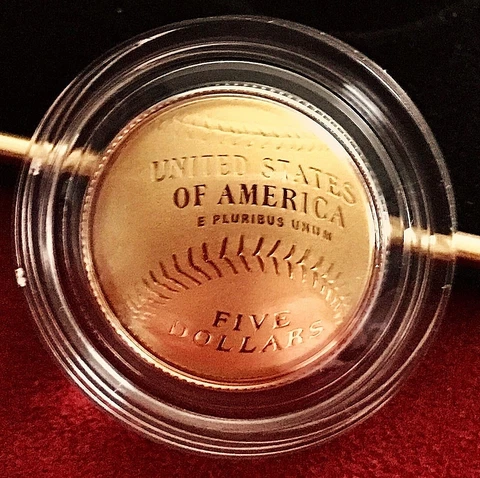 UNITED STATES
OF AMERICA
E PLURIBUS UNUM
FIVE
DOLLARS